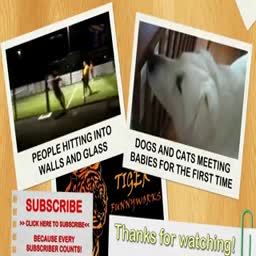 PEOPLE HITTING INTO
WALLS AND GLASS
DOGS AND CATS MEETING
BABIES FOR THE FIRST TIME
TIGER
FUNNYWORKS
SUBSCRIBE
>> CLICK HERE TO SUBSCRIBE<<
BECAUSE EVERY
SUBSCRIBER COUNTS!
Thanks for watching!